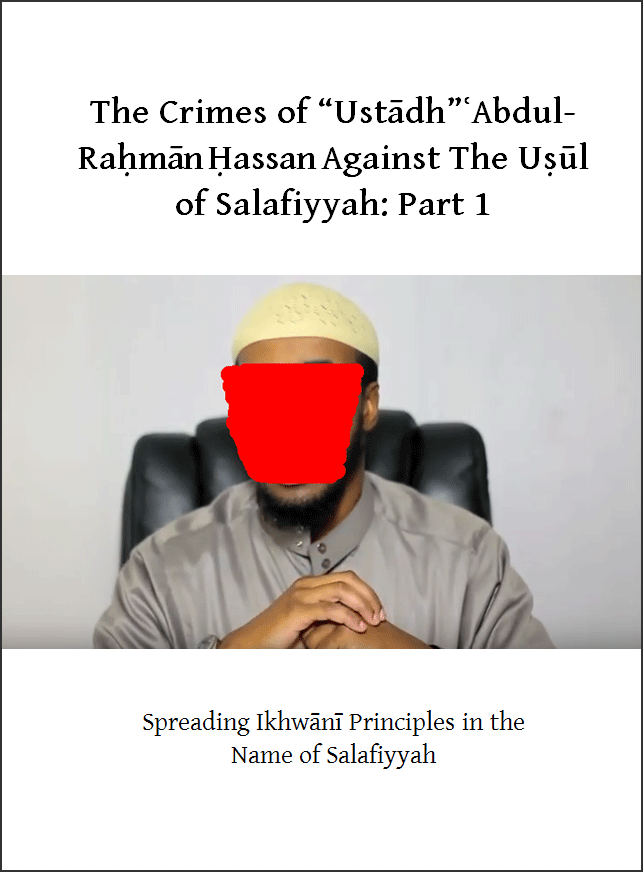 The Crimes of “Ustādh”ʿAbdul-
Raḥmān Ḥassan Against The Uṣūl
of Salafiyyah: Part 1
Spreading Ikhwānī Principles in the
Name of Salafiyyah